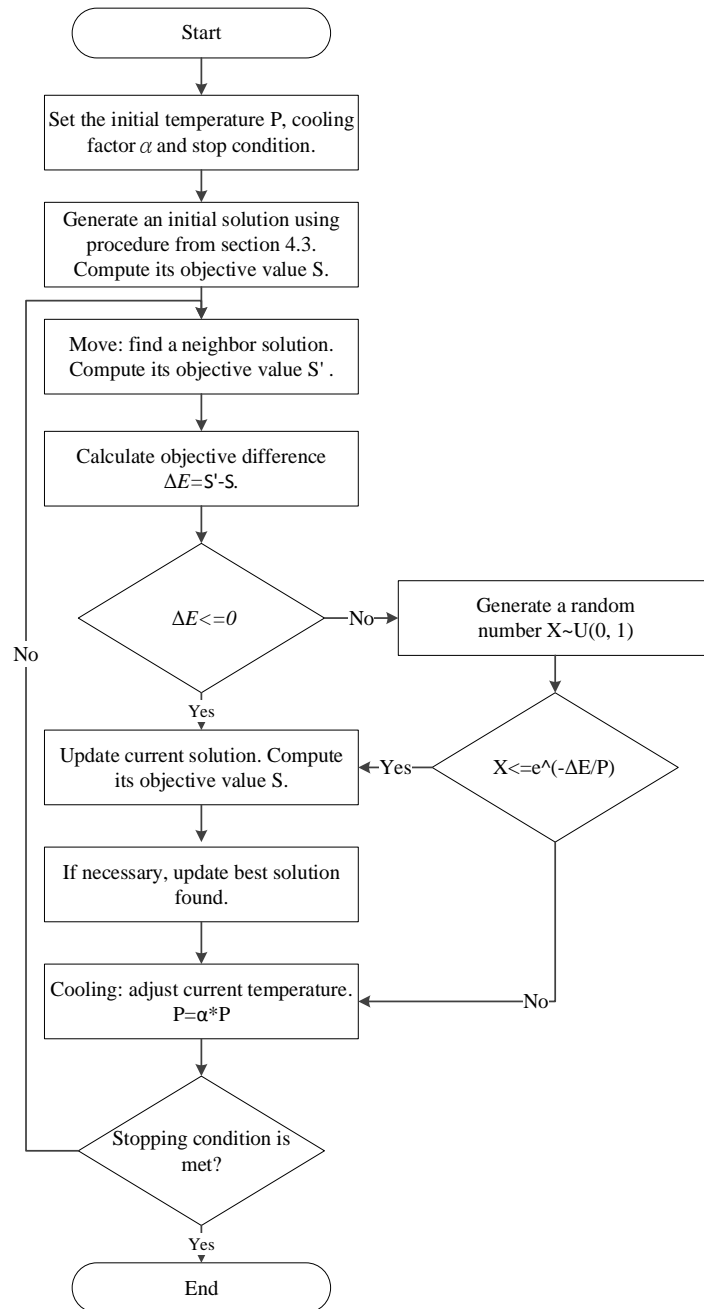 Start
Set the initial temperature P, cooling
factor α and stop condition.
Generate an initial solution using
procedure from section 4.3.
Compute its objective value S.
Move: find a neighbor solution.
Compute its objective value S' .
Calculate objective difference
ΔE=S'-S.
ΔE<=0
No
Generate a random
number X~U(0, 1)
No
Yes
Update current solution. Compute
its objective value S.
Yes
X<=e^(-ΔE/P)
If necessary, update best solution
found.
Cooling: adjust current temperature.
P=α*P
No
Stopping condition is
met?
Yes
End